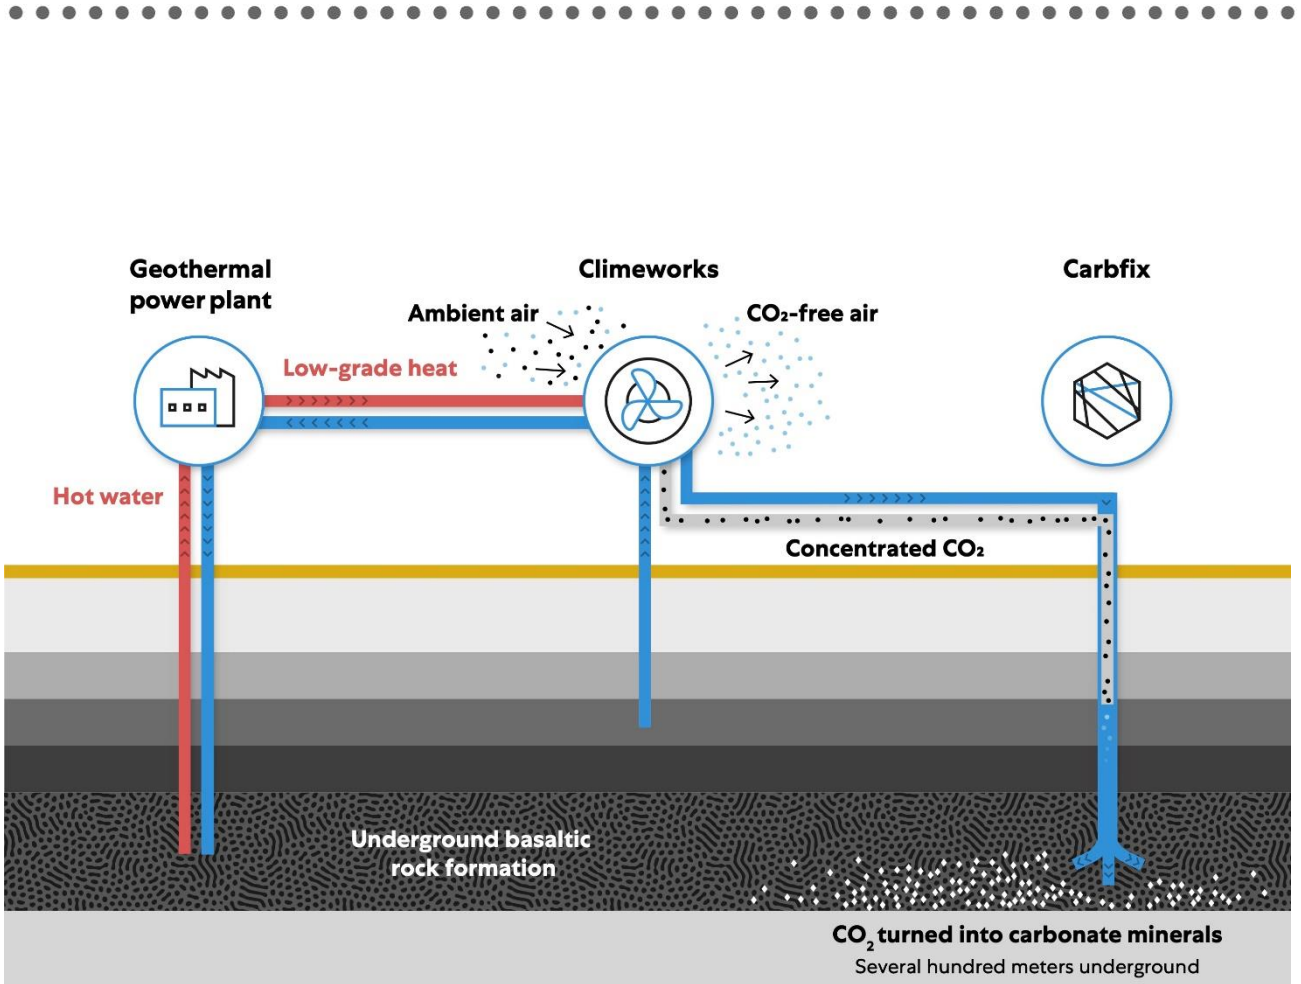 Geothermal
power plant
Climeworks
Carbfix
Ambient air
CO₂-free air
Low-grade heat
Hot water
Concentrated CO₂
Underground basaltic
rock formation
CO₂ turned into carbonate minerals
Several hundred meters underground